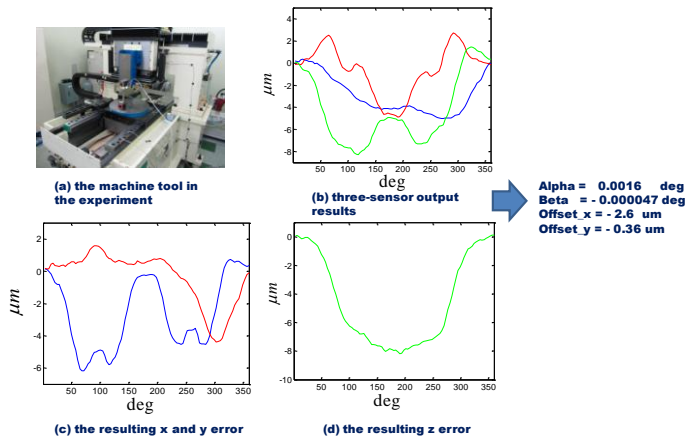 4
2
0
-2
-4
-6
-8
μm
50 100 150 200 250 300 350
deg
(a) the machine tool in
the experiment
(b) three-sensor output
results
Alpha = 0.0016 deg
Beta = - 0.000047 deg
Offset_x = - 2.6 um
Offset_y = - 0.36 um
2
0
-2
-4
-6
μm
50 100 150 200 250 300 350
deg
(c) the resulting x and y error
0
-2
-4
-6
-8
-10
μm
50 100 150 200 250 300 350
deg
(d) the resulting z error